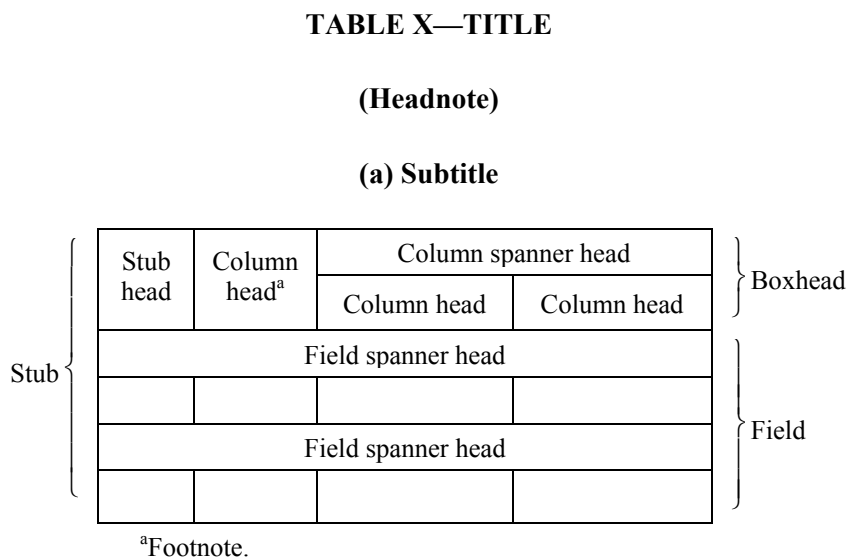 TABLE X—TITLE
(Headnote)
(a) Subtitle
Stub head
Column headᵃ
Column spanner head
Column head
Column head
Boxhead
Field spanner head
Stub
Field spanner head
Field
ᵃFootnote.